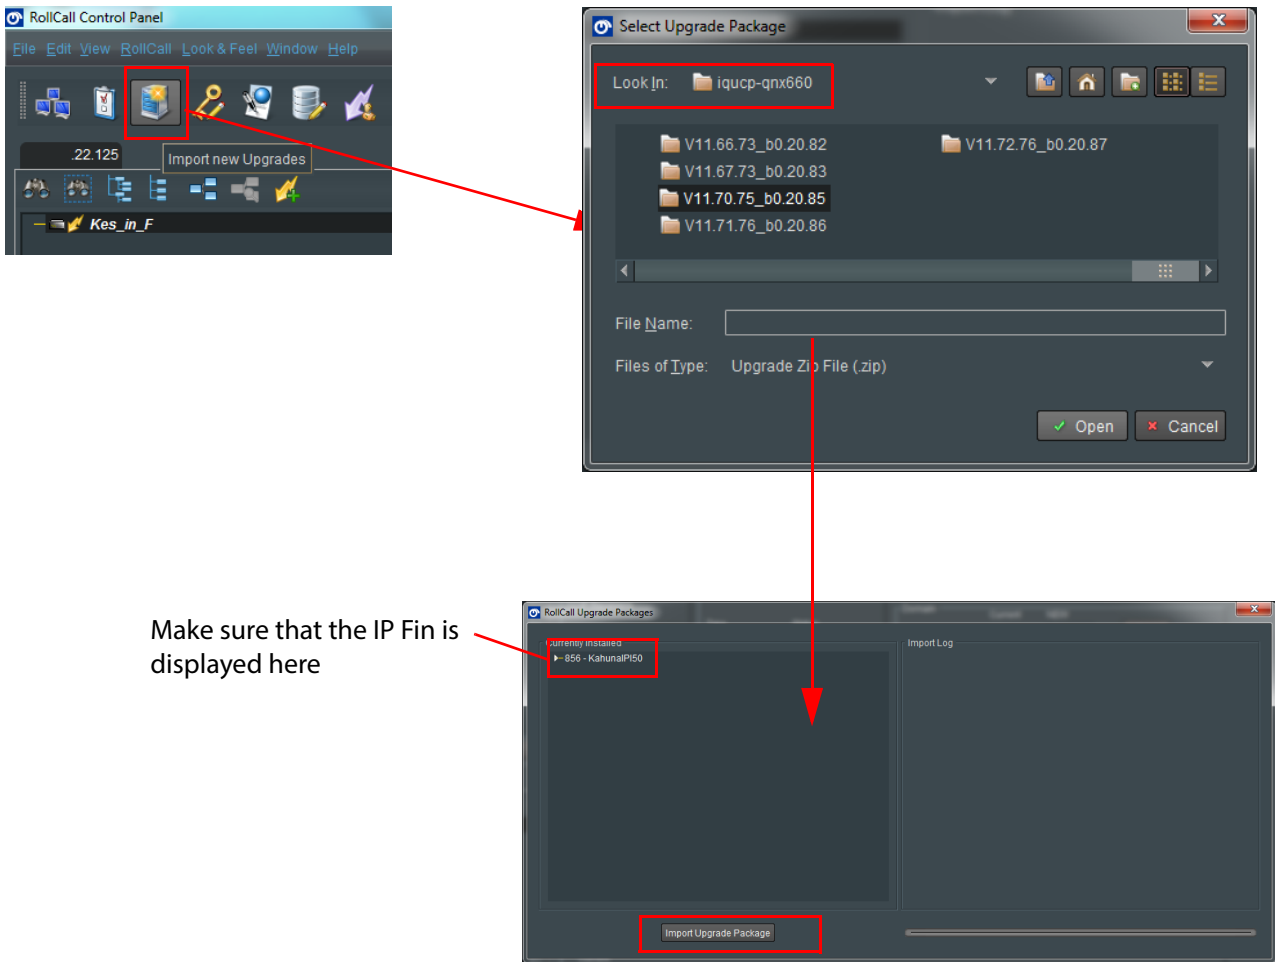 RollCall Control Panel
File Edit View RollCall Look & Feel Window Help
.22.125
Import new Upgrades
Kes_in_F
Select Upgrade Package
Look In: iqucp-qnx660
V11.66.73_b0.20.82
V11.72.76_b0.20.87
V11.67.73_b0.20.83
V11.70.75_b0.20.85
V11.71.76_b0.20.86
File Name:
Files of Type: Upgrade Zip File (.zip)
Open
Cancel
Make sure that the IP Fin is
displayed here
RollCall Upgrade Packages
Currently Installed
856 - KahunaIPI50
Import Log
Import Upgrade Package